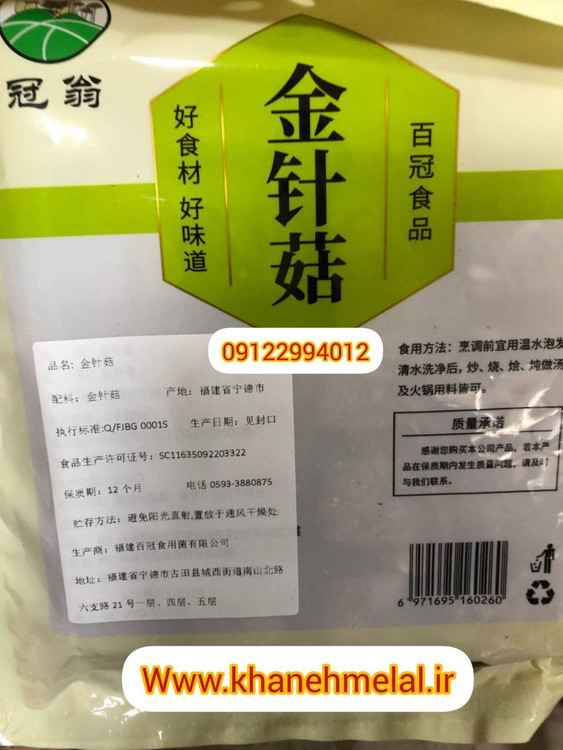 冠翁
金针菇
好食材 好味道
百冠食品
09122994012
食用方法：烹调前宜用温水泡发
清水洗净后，炒、烧、烩、炖做汤
及火锅用料皆可。
质量承诺
感谢您购买本公司产品，若本产
品在保质期内发生质量问题，请及时
与我们联系。
品名：金针菇
配料：金针菇 产地：福建省宁德市
执行标准:Q/FJBG 0001S 生产日期：见封口
食品生产许可证号：SC11635092203322
保质期：12个月 电话 0593-3880875
贮存方法：避免阳光直射,置放于通风干燥处
生产商：福建百冠食用菌有限公司
地址：福建省宁德市古田县城西街道南山北路
六支路21号一层、四层、五层
6 971695 160260
Www.khanehmelal.ir